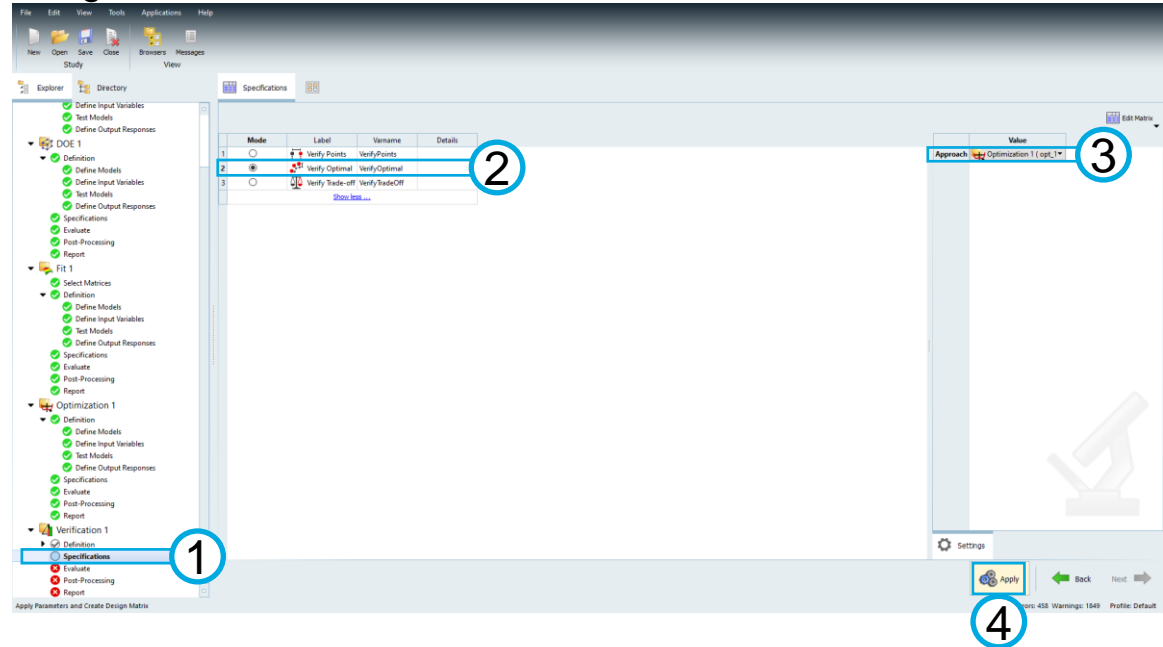 File Edit View Tools Applications Help
New Open Save Close Browsers Messages
Study View
Explorer Directory Specifications
Define Input Variables
Test Models
Define Output Responses
DOE 1
Definition
Define Models
Define Input Variables
Test Models
Define Output Responses
Specifications
Evaluate
Post-Processing
Report
Fit 1
Select Matrices
Definition
Define Models
Define Input Variables
Test Models
Define Output Responses
Specifications
Evaluate
Post-Processing
Report
Optimization 1
Definition
Define Models
Define Input Variables
Test Models
Define Output Responses
Specifications
Evaluate
Post-Processing
Report
Verification 1
Definition
Specifications
Evaluate
Post-Processing
Report
1
Edit Matrix
Mode Label Varname Details
1 Verify Points VerifyPoints
2 Verify Optimal VerifyOptimal
3 Verify Trade-off VerifyTradeOff
Show less ...
2
Value
Approach Optimization 1 ( opt_1
3
Settings
Apply Back Next
4
Apply Parameters and Create Design Matrix
458 Warnings: 1849 Profile: Default